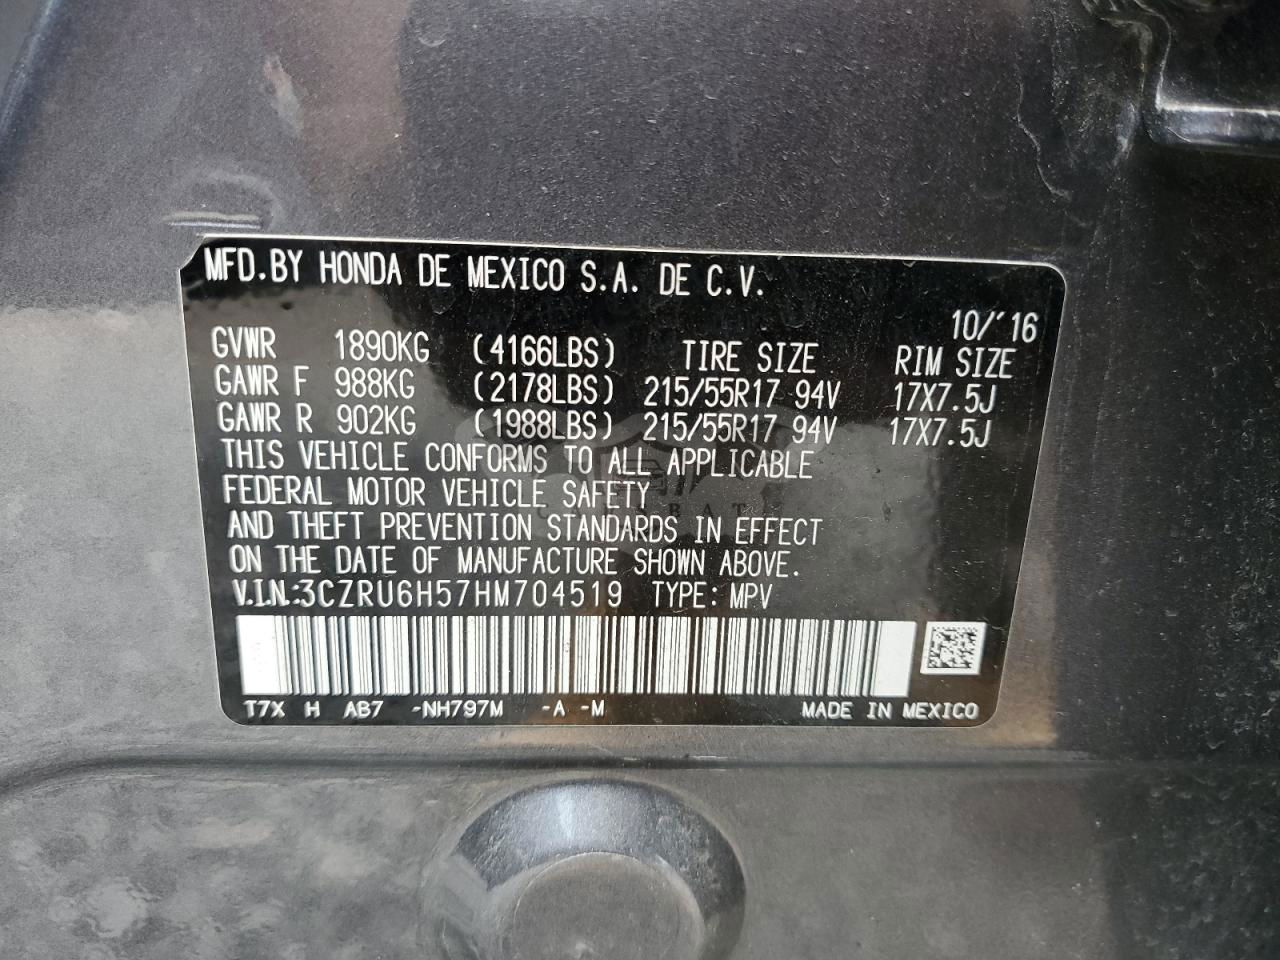 MFD.BY HONDA DE MEXICO S.A. DE C.V.
10/'16
GVWR 1890KG (4166LBS) TIRE SIZE RIM SIZE
GAWR F 988KG (2178LBS) 215/55R17 94V 17X7.5J
GAWR R 902KG (1988LBS) 215/55R17 94V 17X7.5J
THIS VEHICLE CONFORMS TO ALL APPLICABLE
FEDERAL MOTOR VEHICLE SAFETY
AND THEFT PREVENTION STANDARDS IN EFFECT
ON THE DATE OF MANUFACTURE SHOWN ABOVE.
V.I.N.:3CZRU6H57HM704519 TYPE: MPV
T7X H AB7 -NH797M -A -M MADE IN MEXICO